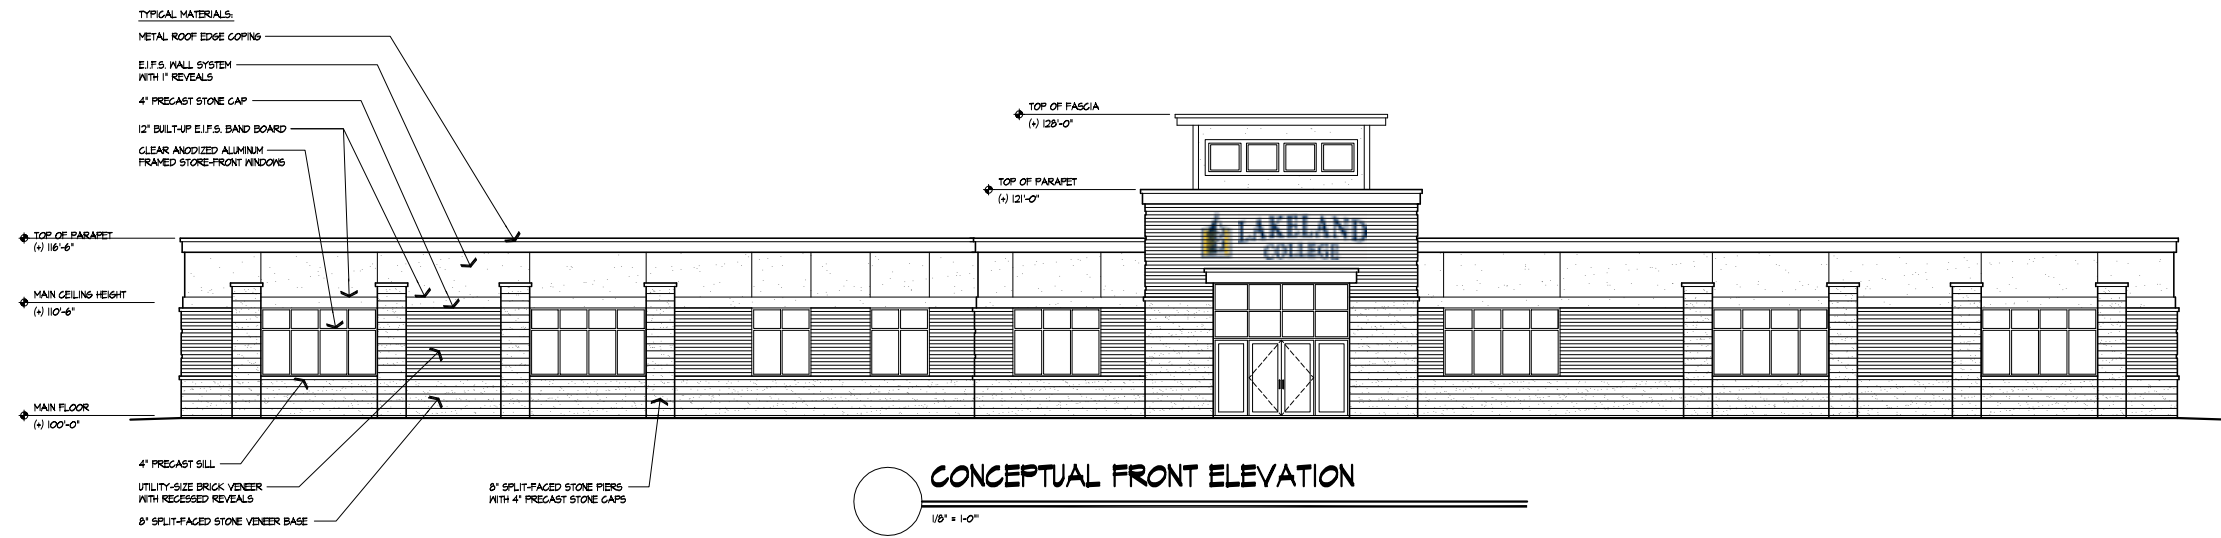 TYPICAL MATERIALS:
METAL ROOF EDGE COPING
E.I.F.S. WALL SYSTEM
WITH 1" REVEALS
4" PRECAST STONE CAP
12" BUILT-UP E.I.F.S. BAND BOARD
CLEAR ANODIZED ALUMINUM
FRAMED STORE-FRONT WINDOWS
TOP OF FASCIA
(+) 128'-0"
TOP OF PARAPET
(+) 121'-0"
LAKELAND
COLLEGE
TOP OF PARAPET
(+) 116'-6"
MAIN CEILING HEIGHT
(+) 110'-6"
MAIN FLOOR
(+) 100'-0"
4" PRECAST SILL
UTILITY-SIZE BRICK VENEER
WITH RECESSED REVEALS
8" SPLIT-FACED STONE VENEER BASE
8" SPLIT-FACED STONE PIERS
WITH 4" PRECAST STONE CAPS
CONCEPTUAL FRONT ELEVATION
1/8" = 1-0"'